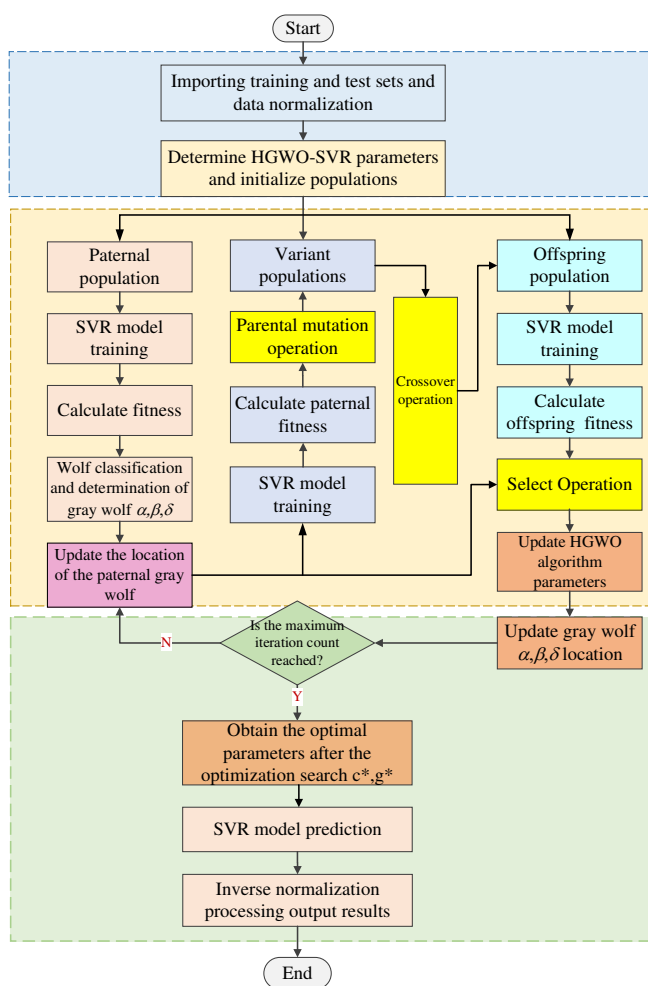 Start
Importing training and test sets and
data normalization
Determine HGWO-SVR parameters
and initialize populations
Paternal
population
SVR model
training
Calculate fitness
Wolf classification
and determination of
gray wolf α,β,δ
Update the location
of the paternal gray
wolf
Variant
populations
Parental mutation
operation
Calculate paternal
fitness
SVR model
training
Crossover
operation
Offspring
population
SVR model
training
Calculate
offspring fitness
Select Operation
Update HGWO
algorithm
parameters
Update gray wolf
α,β,δ location
Is the maximum
iteration count
reached?
N
Y
Obtain the optimal
parameters after the
optimization search c*,g*
SVR model prediction
Inverse normalization
processing output results
End